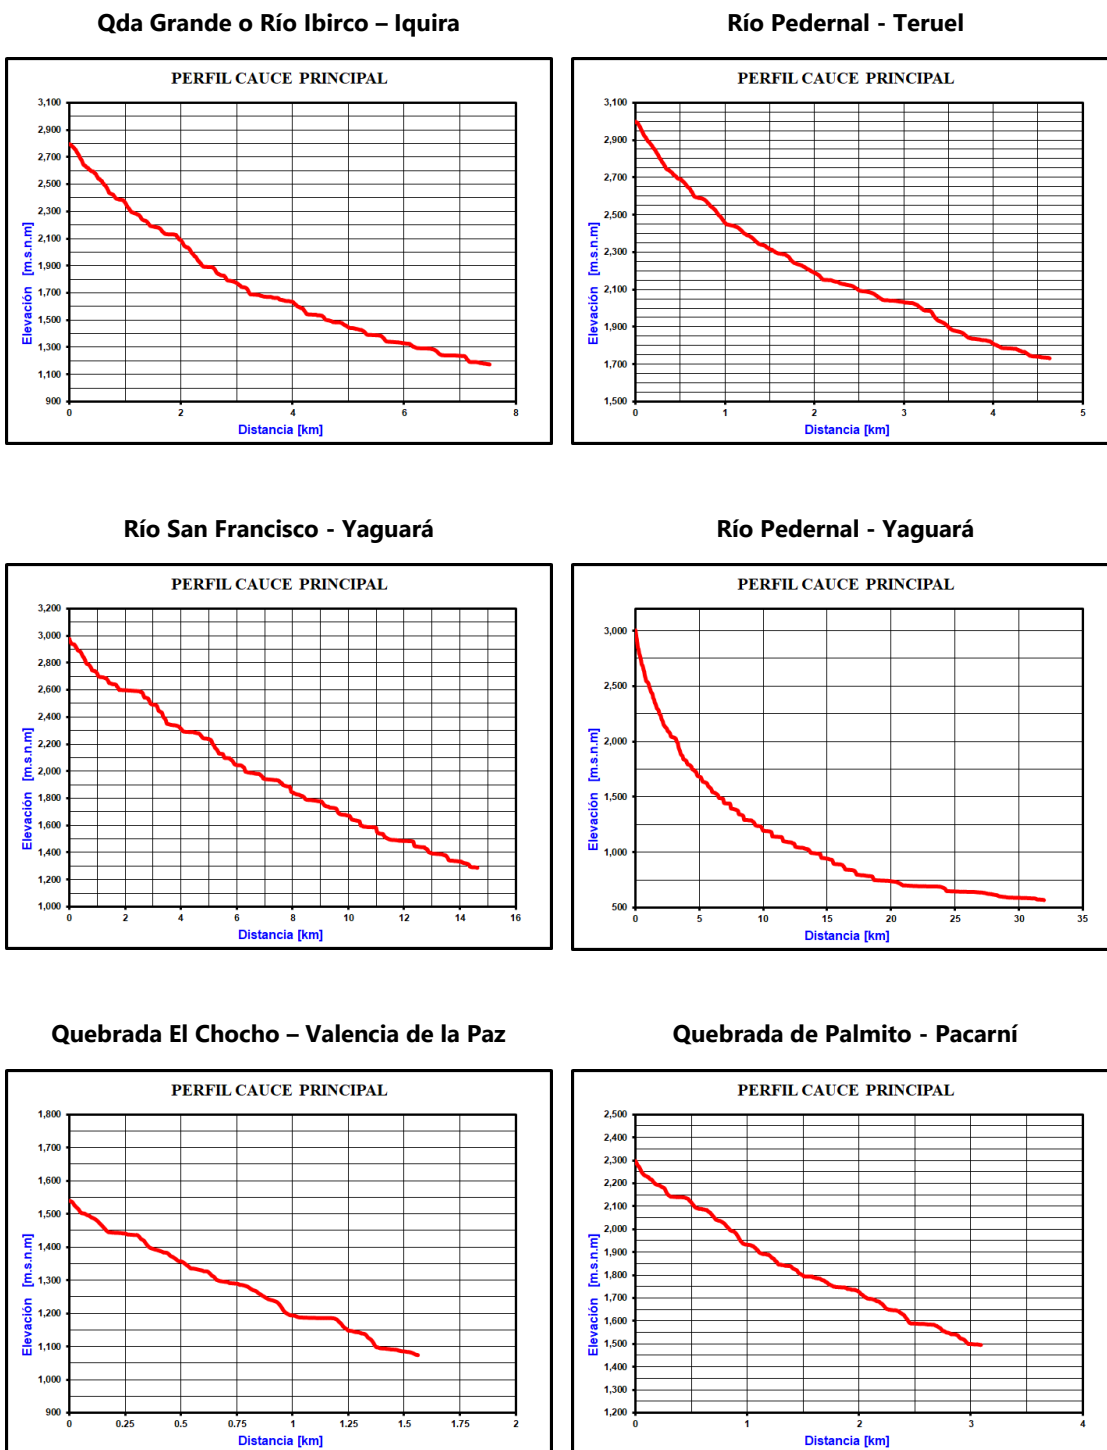 Qda Grande o Río Ibirco – Iquira
PERFIL CAUCE PRINCIPAL
Elevación [m.s.n.m]
3,100
2,900
2,700
2,500
2,300
2,100
1,900
1,700
1,500
1,300
1,100
900
0 2 4 6 8
Distancia [km]
Río Pedernal - Teruel
PERFIL CAUCE PRINCIPAL
Elevación [m.s.n.m]
3,100
2,900
2,700
2,500
2,300
2,100
1,900
1,700
1,500
0 1 2 3 4 5
Distancia [km]
Río San Francisco - Yaguará
PERFIL CAUCE PRINCIPAL
Elevación [m.s.n.m]
3,200
3,000
2,800
2,600
2,400
2,200
2,000
1,800
1,600
1,400
1,200
1,000
0 2 4 6 8 10 12 14 16
Distancia [km]
Río Pedernal - Yaguará
PERFIL CAUCE PRINCIPAL
Elevación [m.s.n.m]
3,000
2,500
2,000
1,500
1,000
500
0 5 10 15 20 25 30 35
Distancia [km]
Quebrada El Chocho – Valencia de la Paz
PERFIL CAUCE PRINCIPAL
Elevación [m.s.n.m]
1,800
1,700
1,600
1,500
1,400
1,300
1,200
1,100
1,000
900
0 0.25 0.5 0.75 1 1.25 1.5 1.75 2
Distancia [km]
Quebrada de Palmito - Pacarní
PERFIL CAUCE PRINCIPAL
Elevación [m.s.n.m]
2,500
2,400
2,300
2,200
2,100
2,000
1,900
1,800
1,700
1,600
1,500
1,400
1,300
1,200
0 1 2 3 4
Distancia [km]